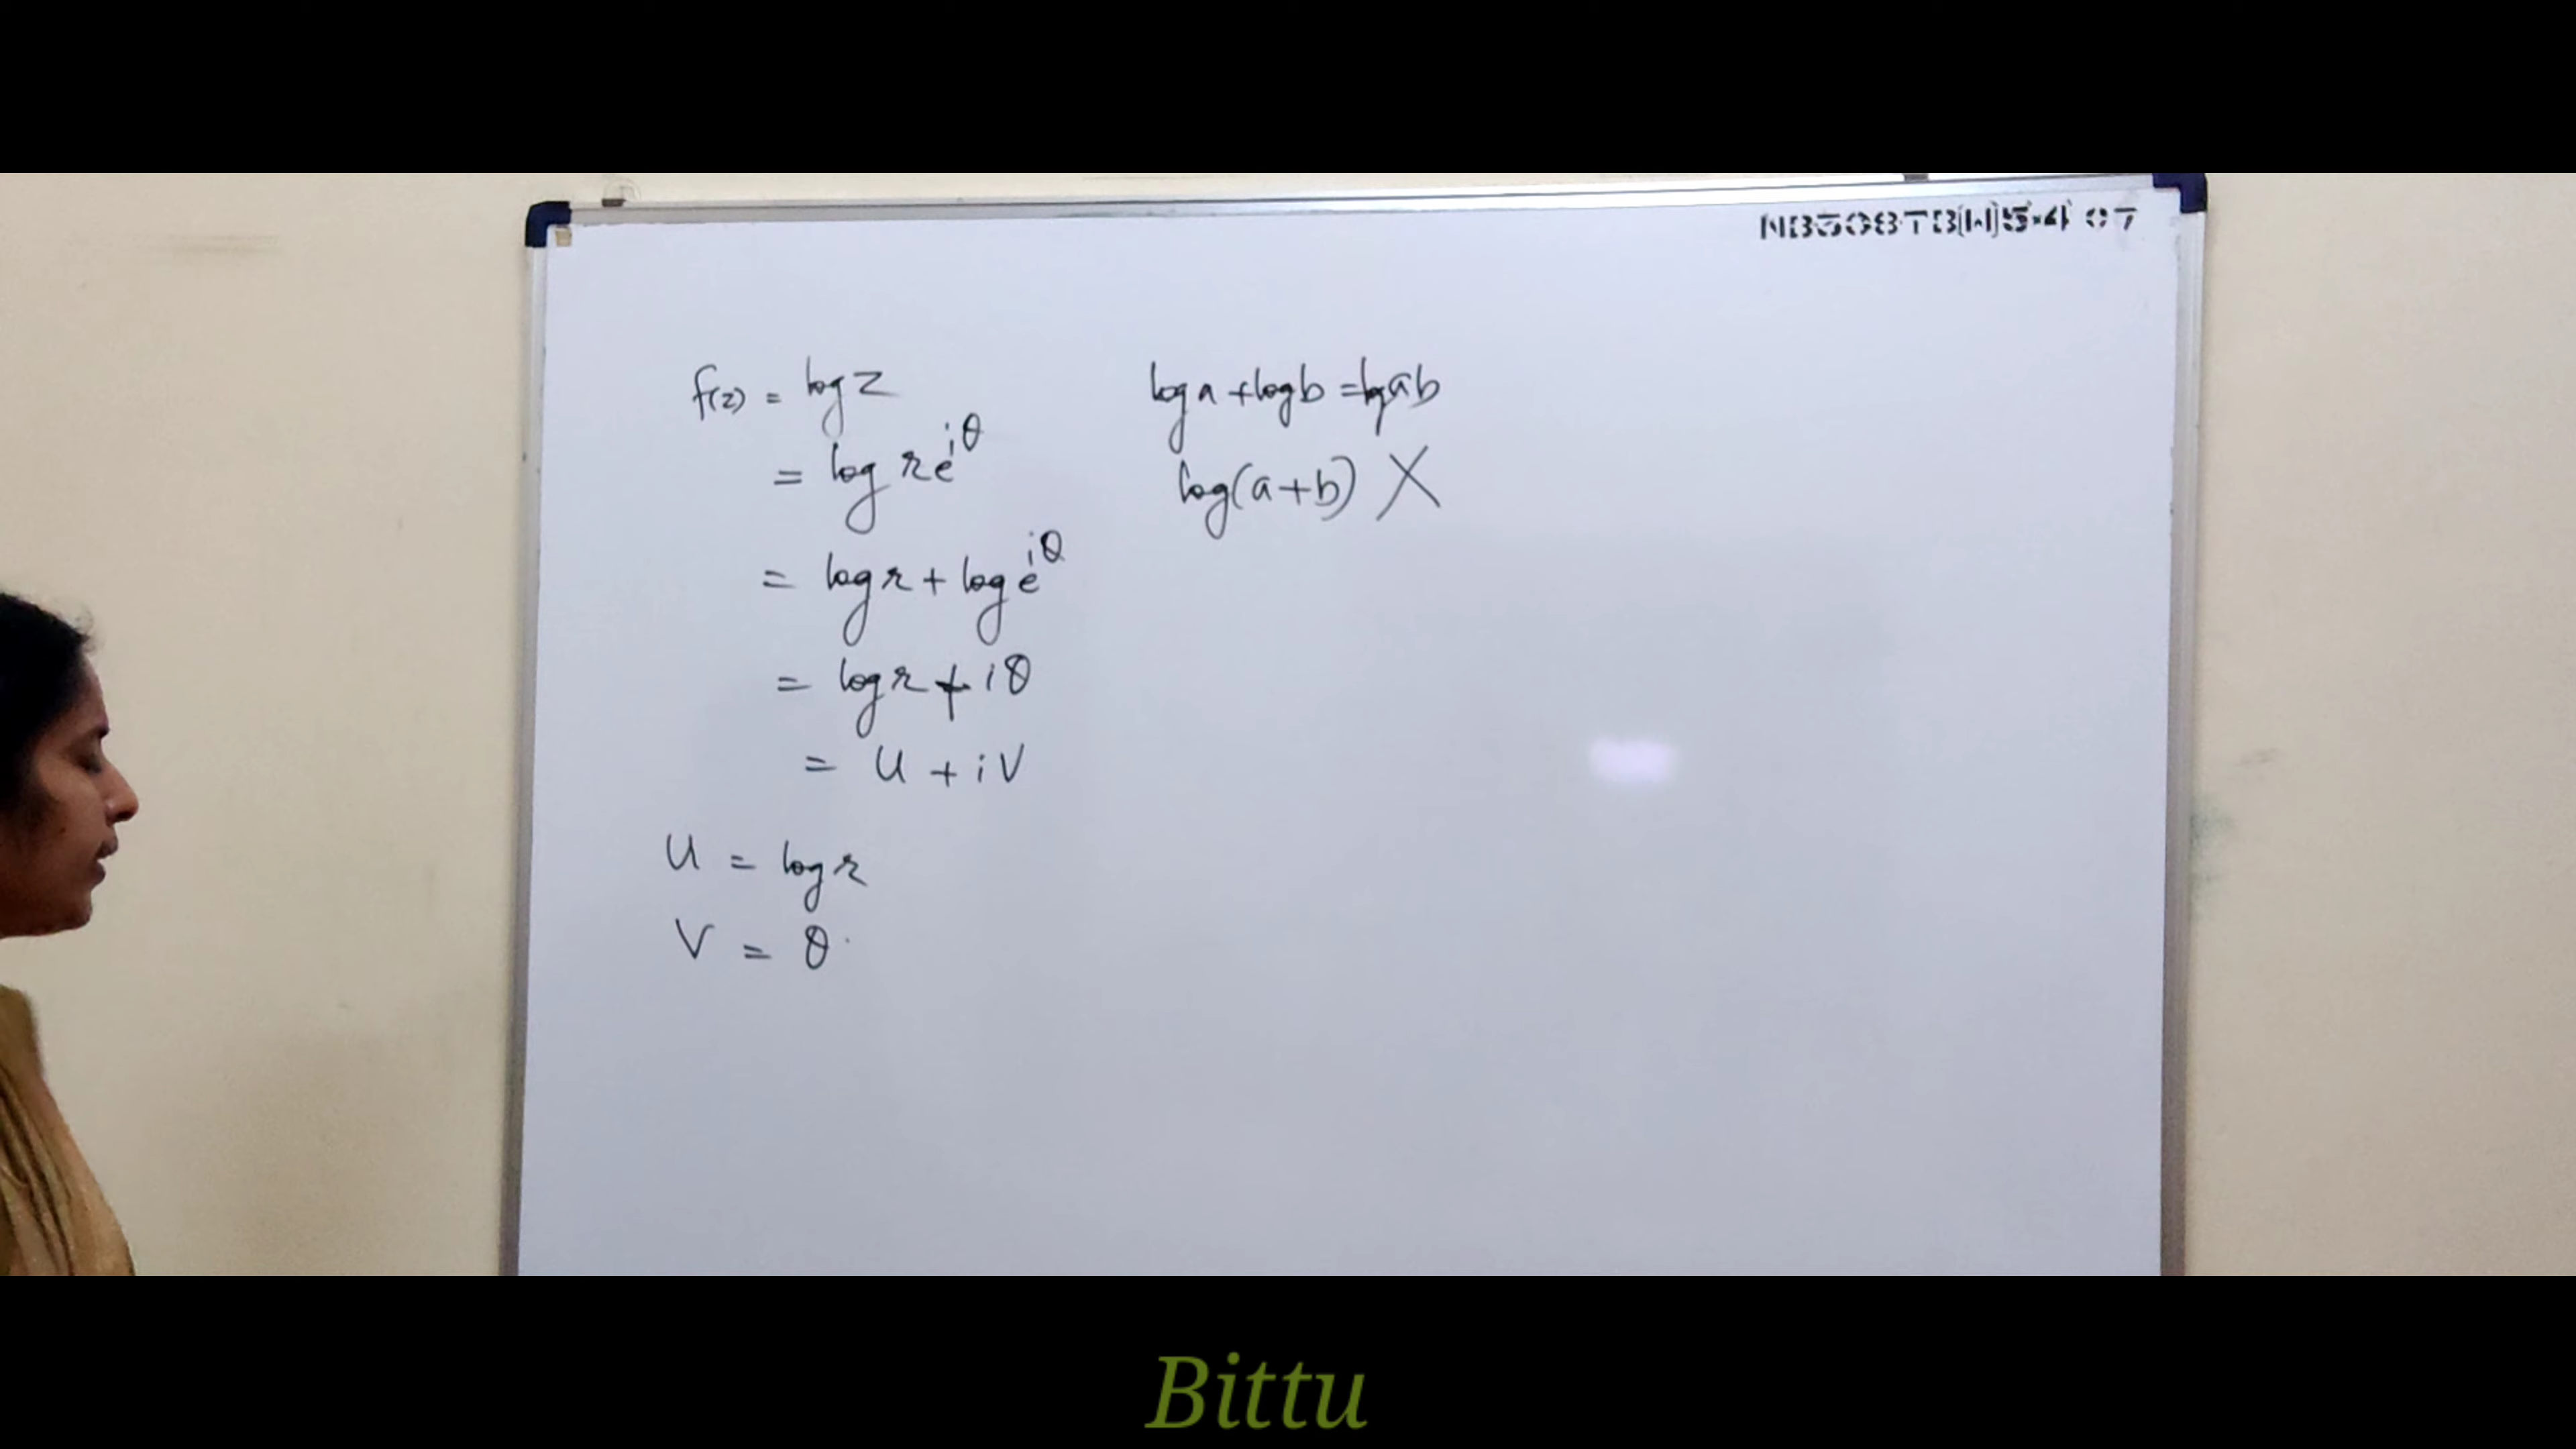 f(z) = log z
= log re^{iθ}
= log r + log e^{iθ}
= log r + iθ
= U + iV
U = log r
V = θ.
log a + log b = log ab
log(a+b) X
Bittu